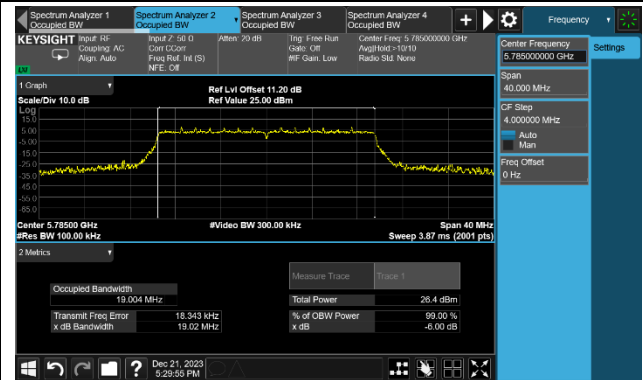 Spectrum Analyzer 1
Occupied BW
Spectrum Analyzer 2
Occupied BW
Spectrum Analyzer 3
Occupied BW
Spectrum Analyzer 4
Occupied BW
+
Frequency
KEYSIGHT
Input: RF
Coupling: AC
Align: Auto
Input Z: 50 Ω
Corr CCorr
Freq Ref: Int (S)
NFE: Off
Atten: 20 dB
Trig: Free Run
Gate: Off
#IF Gain: Low
Center Freq: 5.785000000 GHz
Avg|Hold:>10/10
Radio Std: None
LXI
Center Frequency
5.785000000 GHz
Settings
Span
40.000 MHz
CF Step
4.000000 MHz
Auto
Man
Freq Offset
0 Hz
1 Graph
Scale/Div 10.0 dB
Ref Lvl Offset 11.20 dB
Ref Value 25.00 dBm
Log
15.0
5.00
-5.00
-15.0
-25.0
-35.0
-45.0
-55.0
-65.0
Center 5.78500 GHz
#Res BW 100.00 kHz
#Video BW 300.00 kHz
Span 40 MHz
Sweep 3.87 ms (2001 pts)
2 Metrics
Measure Trace
Trace 1
Occupied Bandwidth
19.004 MHz
Total Power
26.4 dBm
Transmit Freq Error
18.343 kHz
% of OBW Power
99.00 %
x dB Bandwidth
19.02 MHz
x dB
-6.00 dB
?
Dec 21, 2023
5:29:55 PM